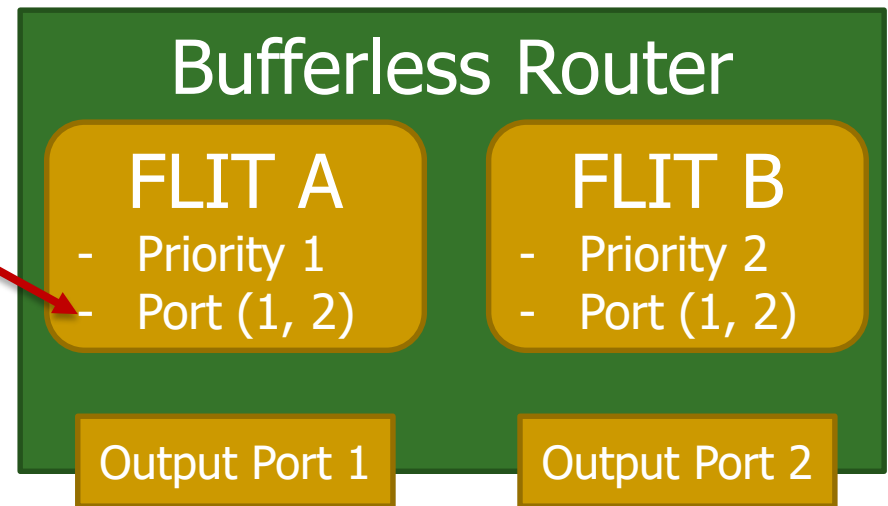 Bufferless Router
FLIT A
- Priority 1
- Port (1, 2)
FLIT B
- Priority 2
- Port (1, 2)
Output Port 1
Output Port 2